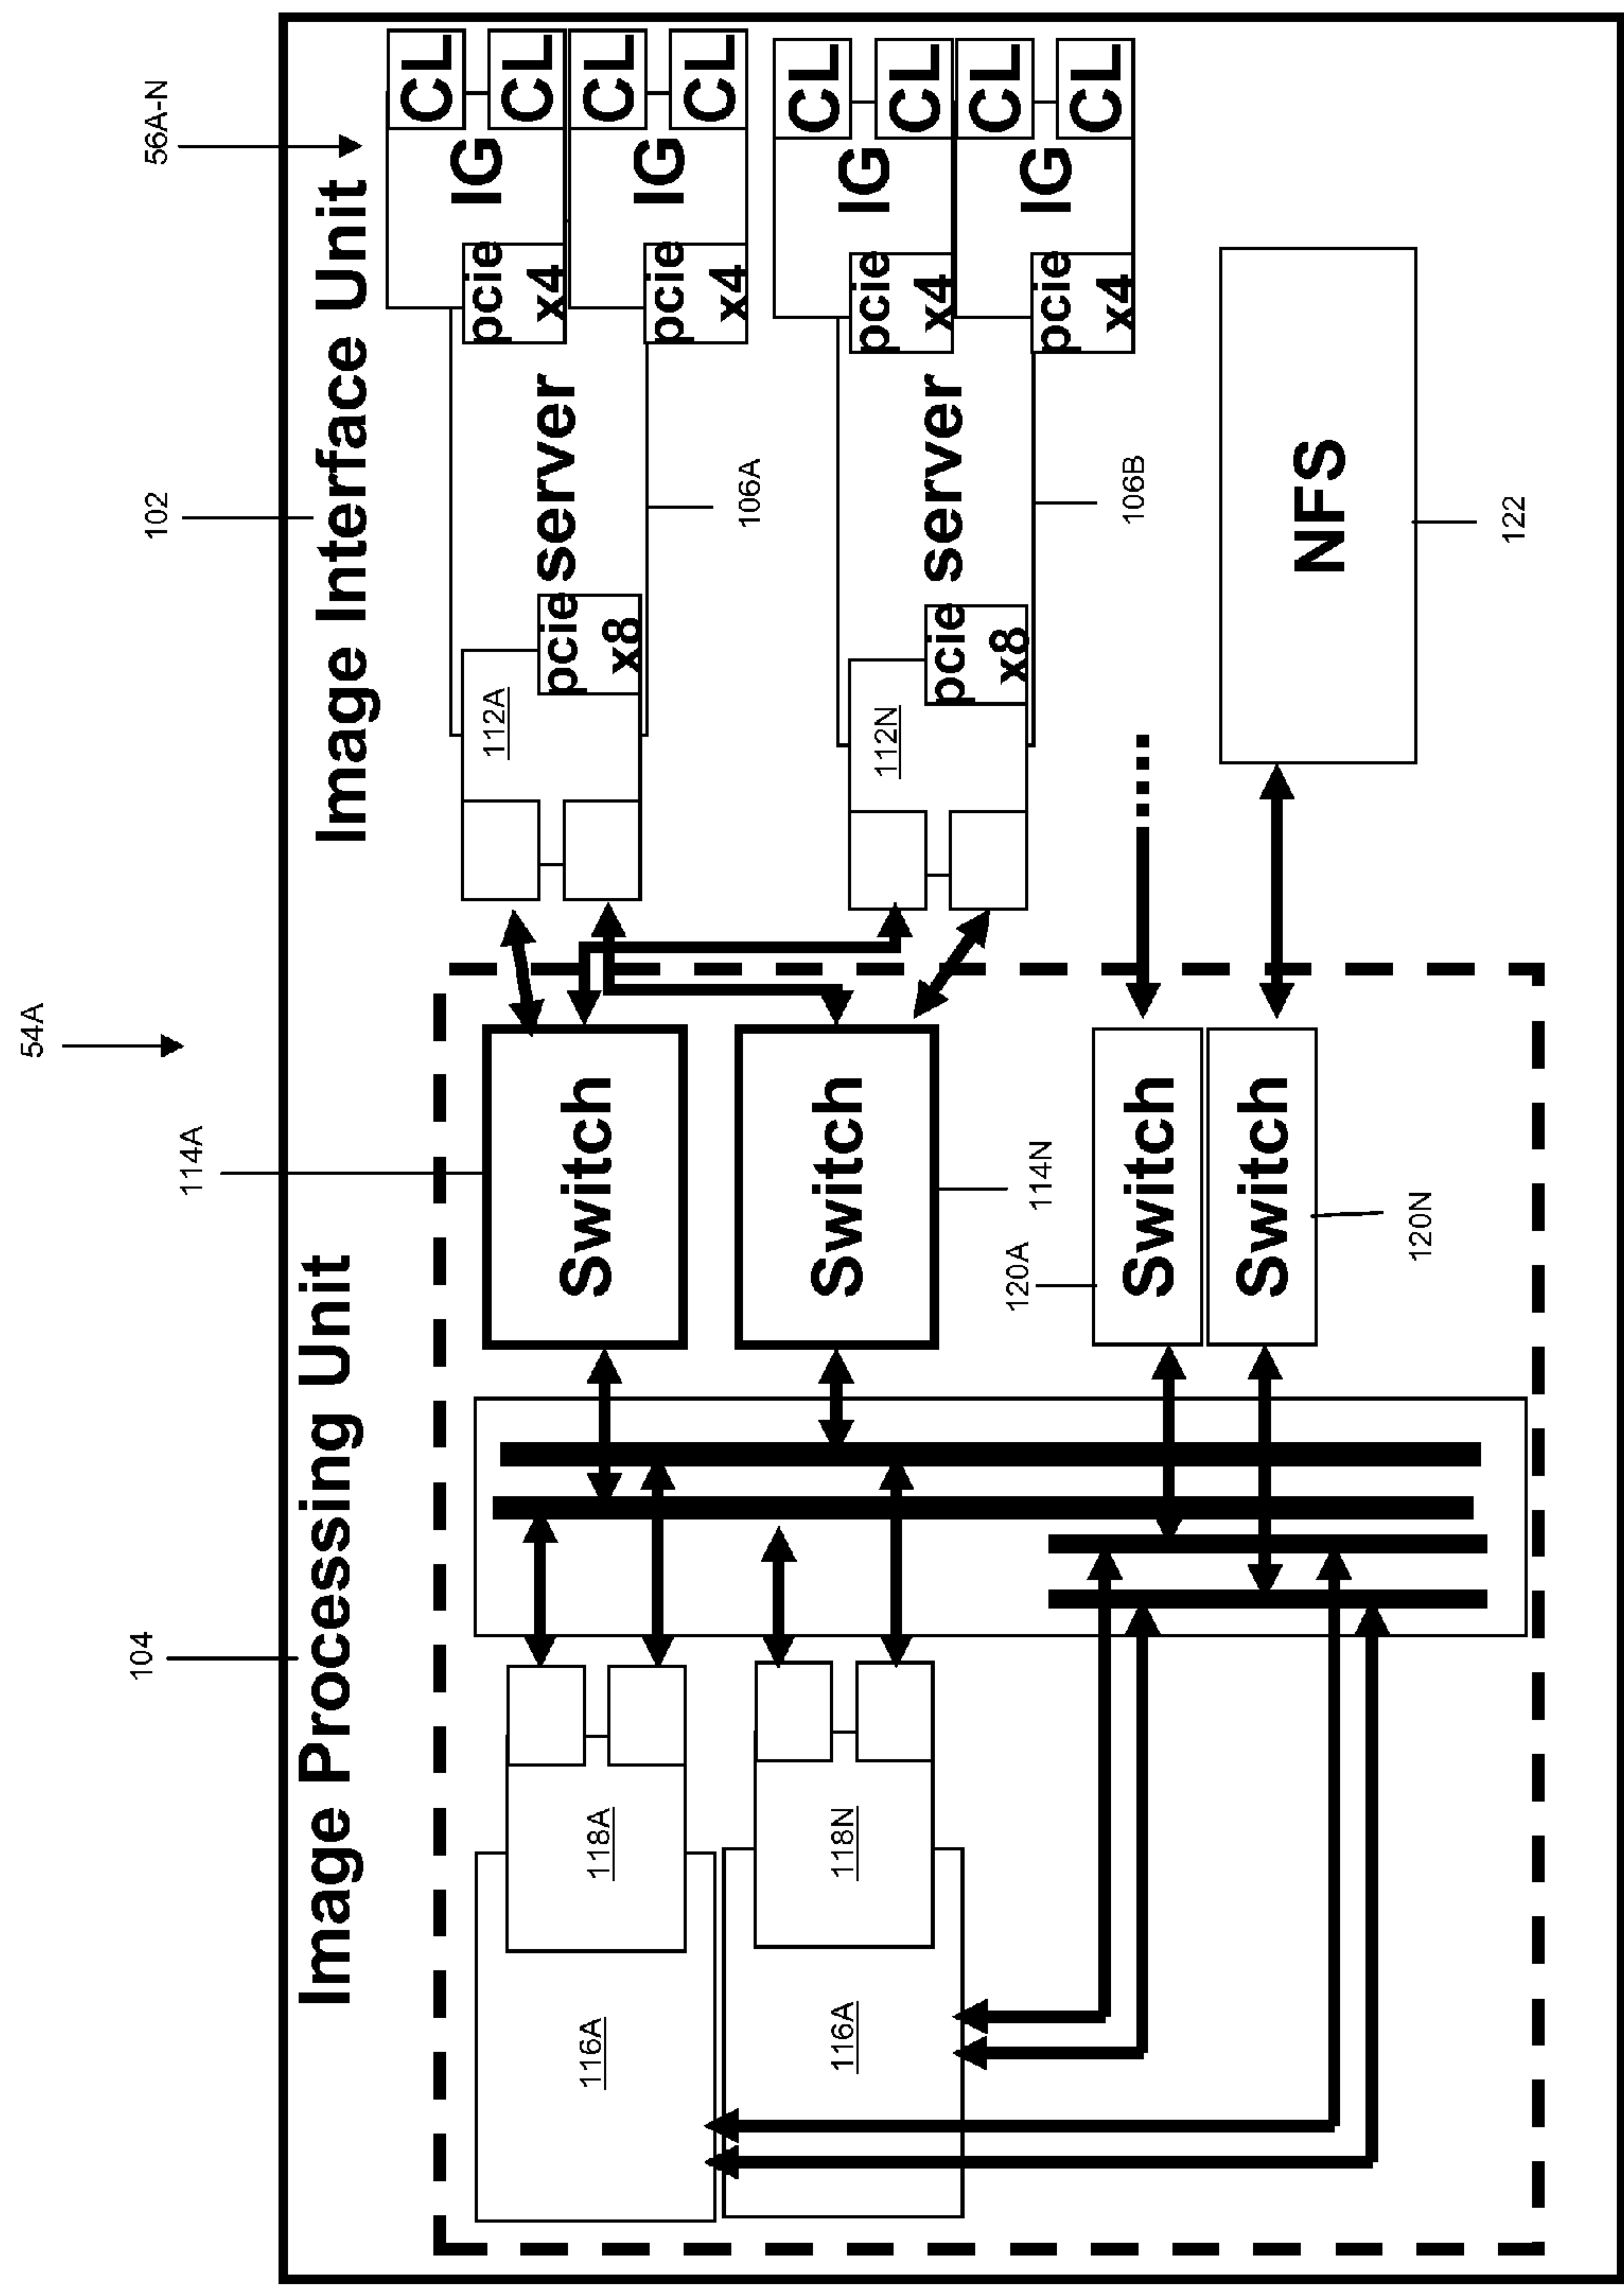 54A
104
114A
102
56A-N
Image Processing Unit
Image Interface Unit
116A
118A
Switch
112A
pcie
x8
server
106A
pcie
x4
IG
CL
CL
pcie
x4
IG
CL
CL
116A
118N
Switch
114N
112N
pcie
x8
server
106B
pcie
x4
IG
CL
CL
pcie
x4
IG
CL
CL
120A
Switch
Switch
120N
NFS
122